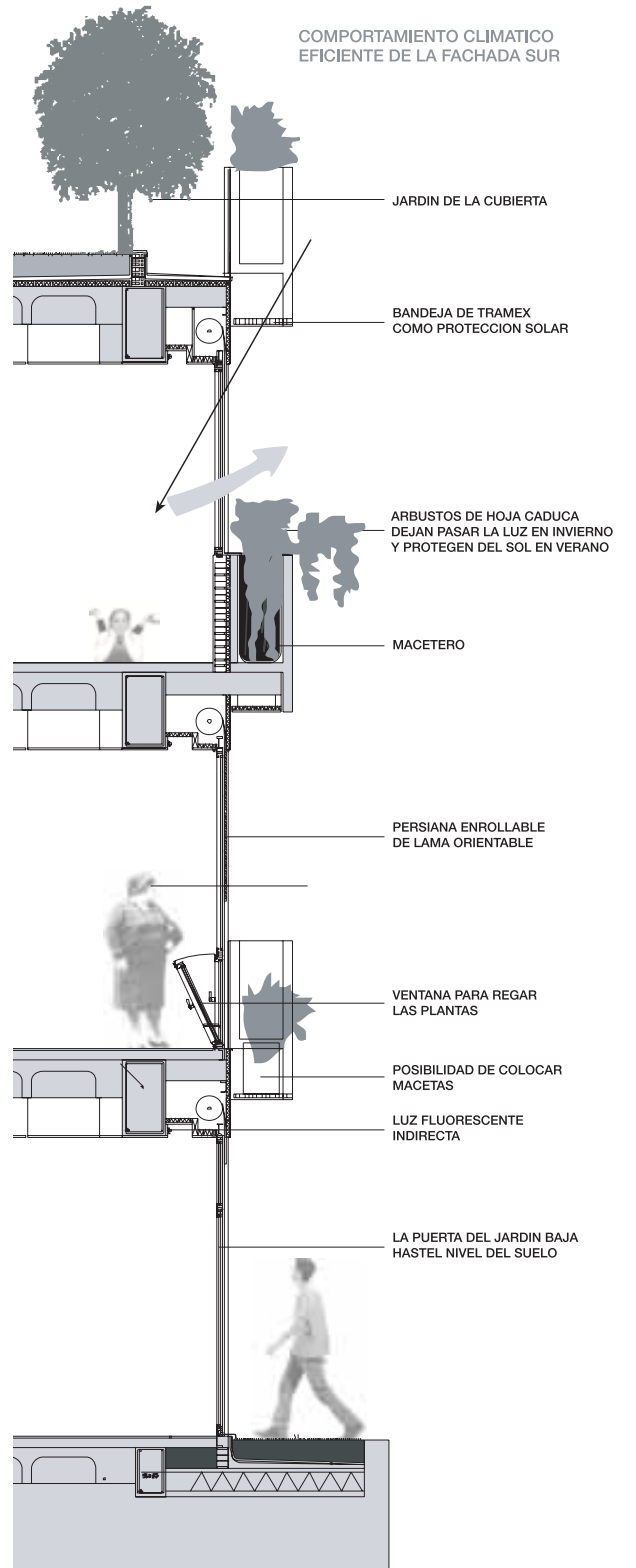 COMPORTAMIENTO CLIMATICO
EFICIENTE DE LA FACHADA SUR
JARDIN DE LA CUBIERTA
BANDEJA DE TRAMEX
COMO PROTECCION SOLAR
ARBUSTOS DE HOJA CADUCA
DEJAN PASAR LA LUZ EN INVIERNO
Y PROTEGEN DEL SOL EN VERANO
MACETERO
PERSIANA ENROLLABLE
DE LAMA ORIENTABLE
VENTANA PARA REGAR
LAS PLANTAS
POSIBILIDAD DE COLOCAR
MACETAS
LUZ FLUORESCENTE
INDIRECTA
LA PUERTA DEL JARDIN BAJA
HASTEL NIVEL DEL SUELO